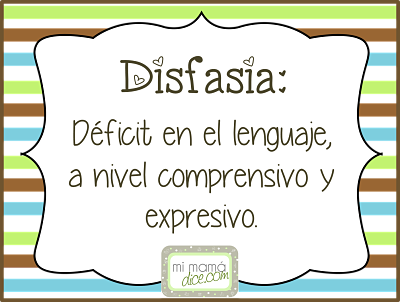 Disfasia:
Déficit en el lenguaje,
a nivel comprensivo y
expresivo.
mi mamá
dice.com